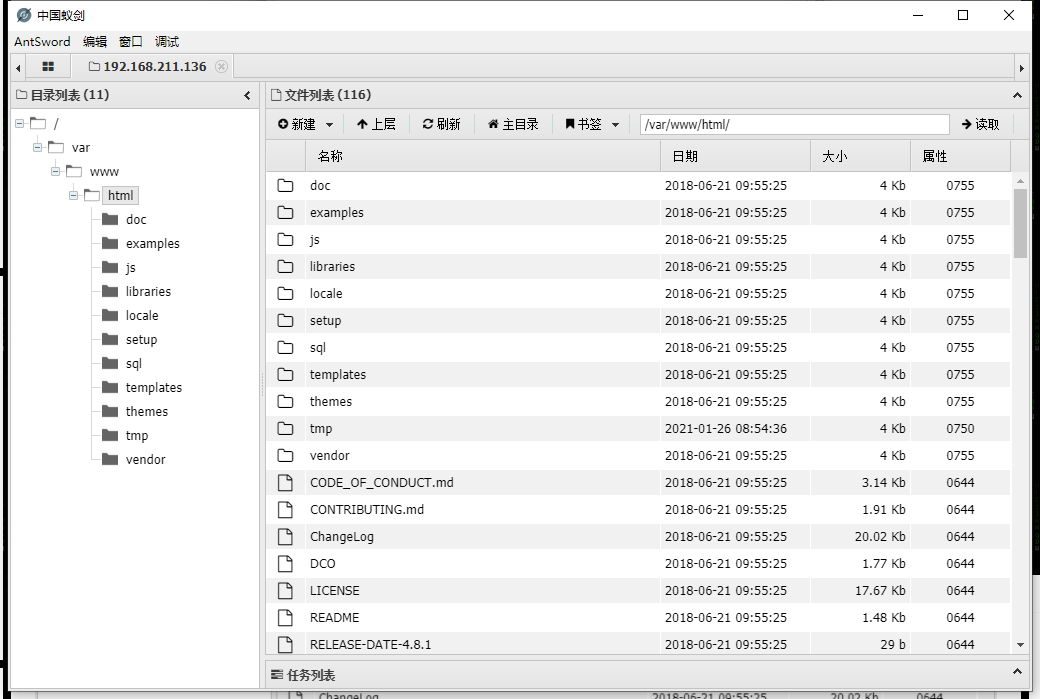 中国蚁剑
AntSword 编辑 窗口 调试
192.168.211.136
目录列表 (11)
/
var
www
html
doc
examples
js
libraries
locale
setup
sql
templates
themes
tmp
vendor
文件列表 (116)
新建 上层 刷新 主目录 书签 /var/www/html/ 读取
名称 日期 大小 属性
doc 2018-06-21 09:55:25 4 Kb 0755
examples 2018-06-21 09:55:25 4 Kb 0755
js 2018-06-21 09:55:25 4 Kb 0755
libraries 2018-06-21 09:55:25 4 Kb 0755
locale 2018-06-21 09:55:25 4 Kb 0755
setup 2018-06-21 09:55:25 4 Kb 0755
sql 2018-06-21 09:55:25 4 Kb 0755
templates 2018-06-21 09:55:25 4 Kb 0755
themes 2018-06-21 09:55:25 4 Kb 0755
tmp 2021-01-26 08:54:36 4 Kb 0750
vendor 2018-06-21 09:55:25 4 Kb 0755
CODE_OF_CONDUCT.md 2018-06-21 09:55:25 3.14 Kb 0644
CONTRIBUTING.md 2018-06-21 09:55:25 1.91 Kb 0644
ChangeLog 2018-06-21 09:55:25 20.02 Kb 0644
DCO 2018-06-21 09:55:25 1.77 Kb 0644
LICENSE 2018-06-21 09:55:25 17.67 Kb 0644
README 2018-06-21 09:55:25 1.48 Kb 0644
RELEASE-DATE-4.8.1 2018-06-21 09:55:25 29 b 0644
任务列表
ChangeLog 2018-06-21 09:55:25 20.02 Kb 0644